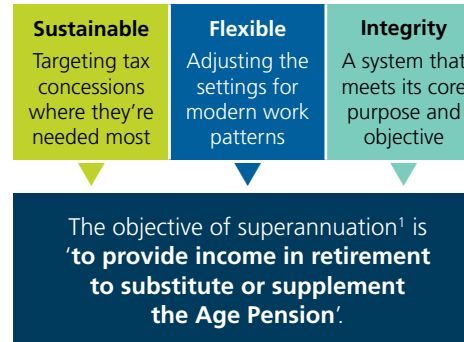 Sustainable
Targeting tax
concessions
where they're
needed most
Flexible
Adjusting the
settings for
modern work
patterns
Integrity
A system that
meets its core
purpose and
objective
The objective of superannuation¹ is
‘to provide income in retirement
to substitute or supplement
the Age Pension’.